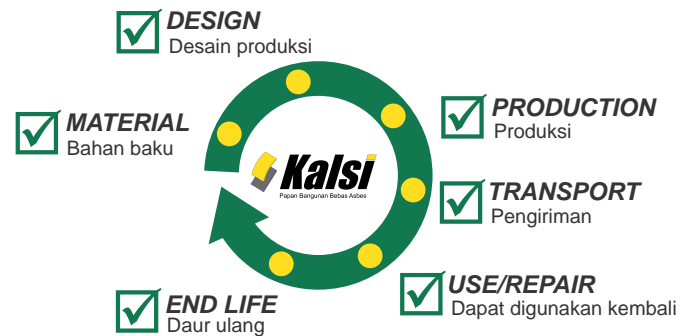 DESIGN
Desain produksi
MATERIAL
Bahan baku
PRODUCTION
Produksi
Kalsi
Papan Bangunan Bebas Asbes
TRANSPORT
Pengiriman
USE/REPAIR
Dapat digunakan kembali
END LIFE
Daur ulang